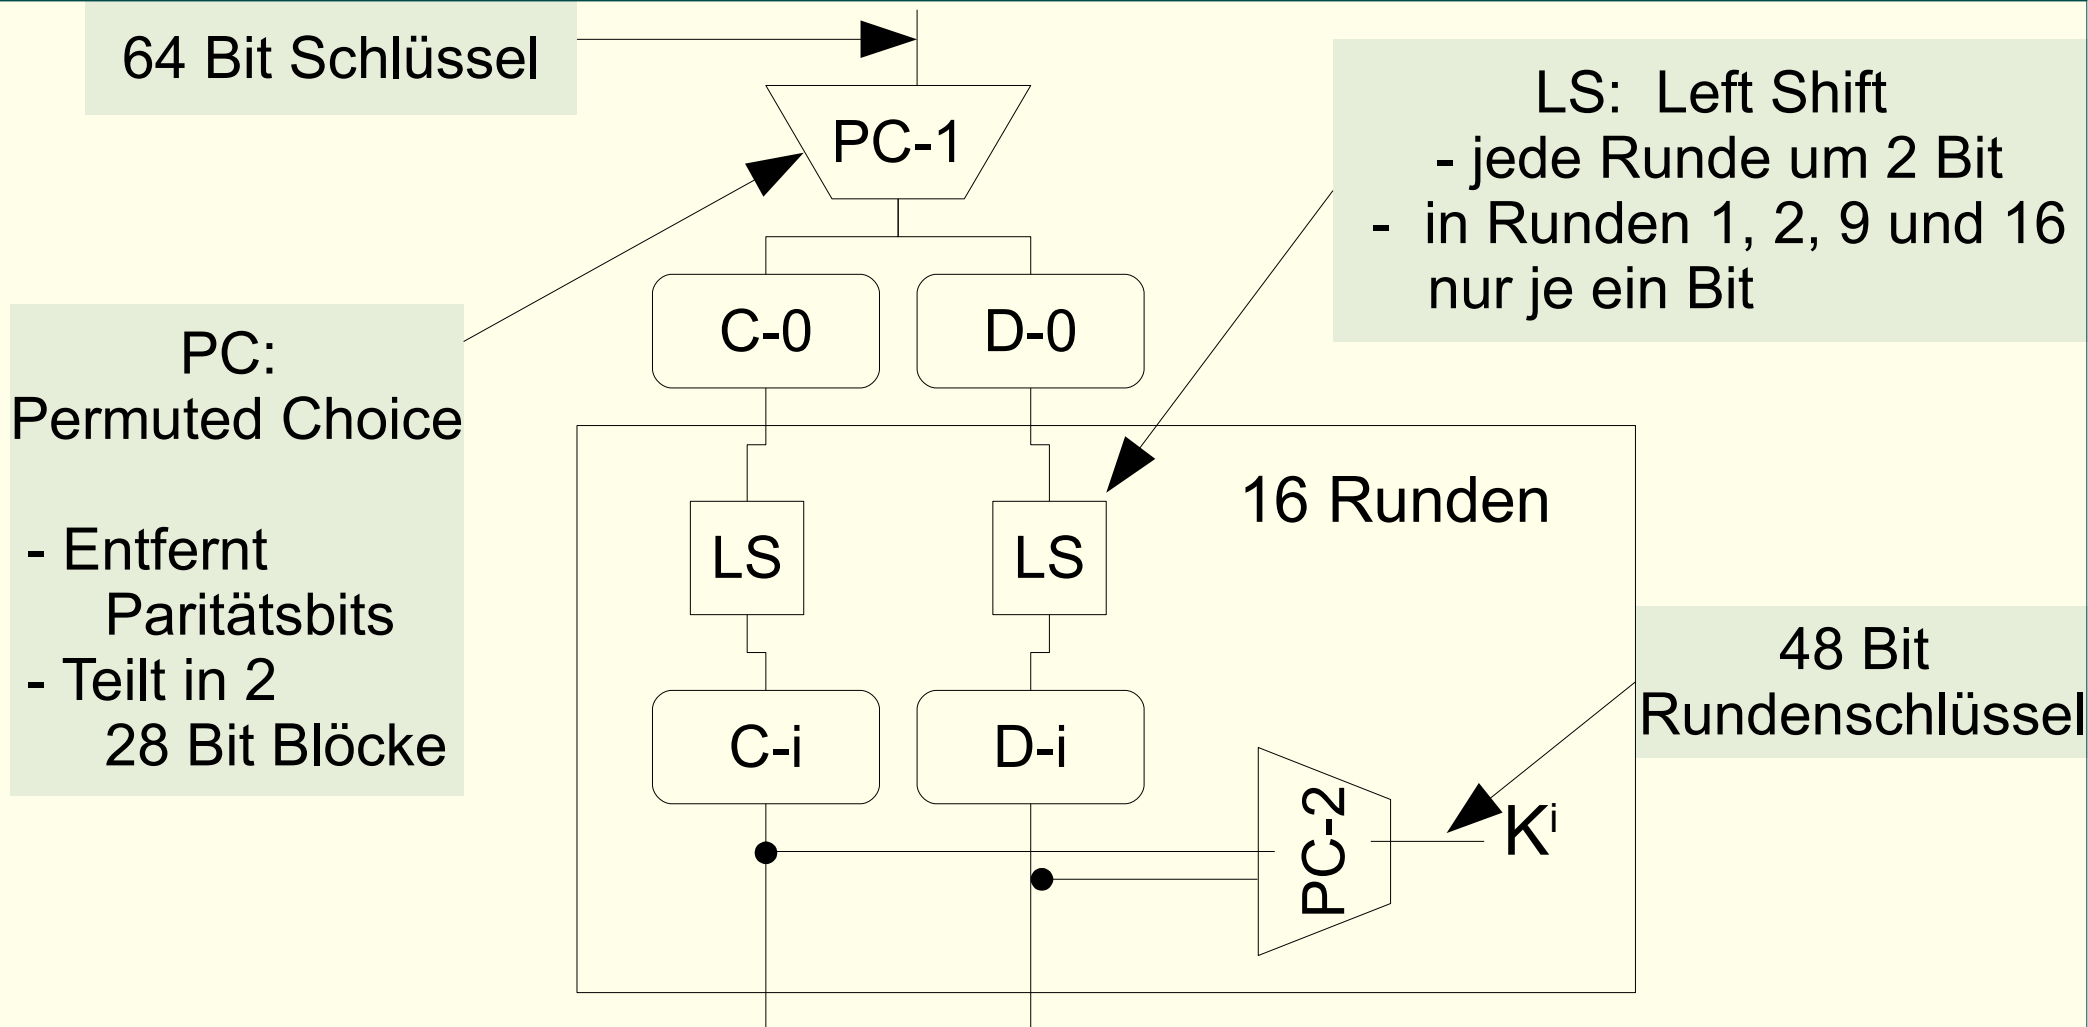 64 Bit Schlüssel
PC-1
LS: Left Shift
- jede Runde um 2 Bit
- in Runden 1, 2, 9 und 16
nur je ein Bit
C-0
D-0
PC:
Permuted Choice
- Entfernt
Paritätsbits
- Teilt in 2
28 Bit Blöcke
16 Runden
LS
LS
48 Bit
Rundenschlüssel
C-i
D-i
PC-2
Kⁱ